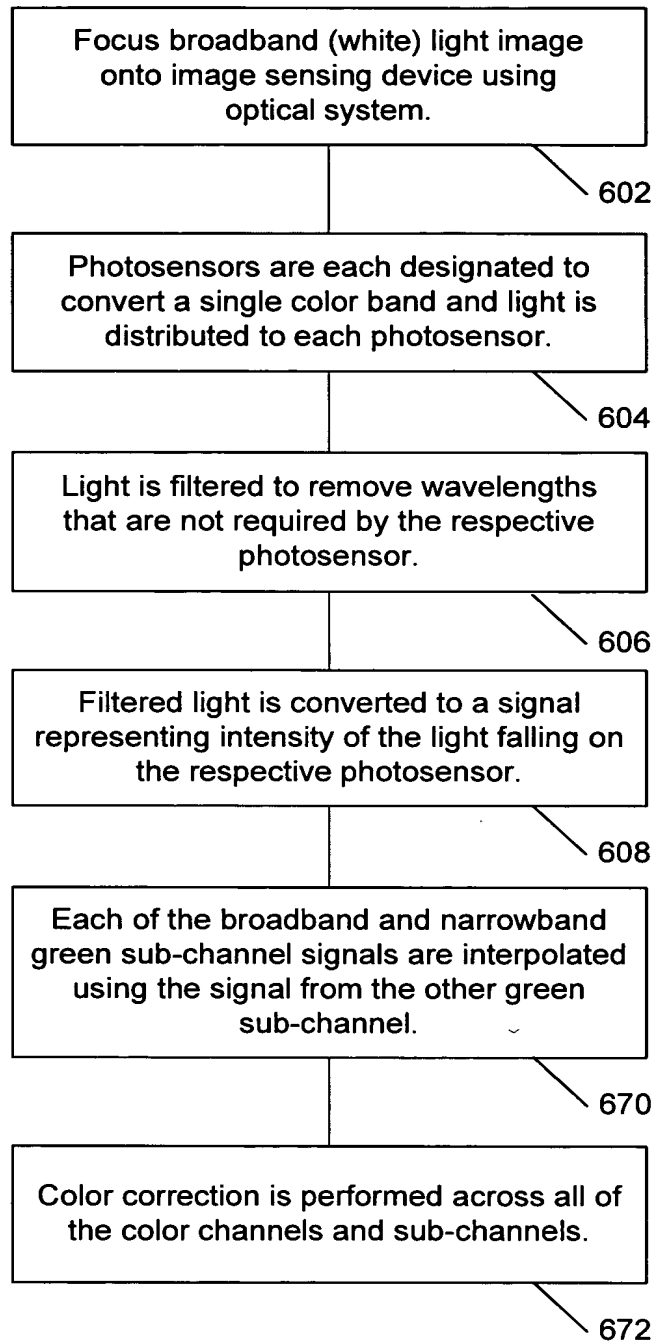 Focus broadband (white) light image
onto image sensing device using
optical system.
602
Photosensors are each designated to
convert a single color band and light is
distributed to each photosensor.
604
Light is filtered to remove wavelengths
that are not required by the respective
photosensor.
606
Filtered light is converted to a signal
representing intensity of the light falling on
the respective photosensor.
608
Each of the broadband and narrowband
green sub-channel signals are interpolated
using the signal from the other green
sub-channel.
670
Color correction is performed across all of
the color channels and sub-channels.
672